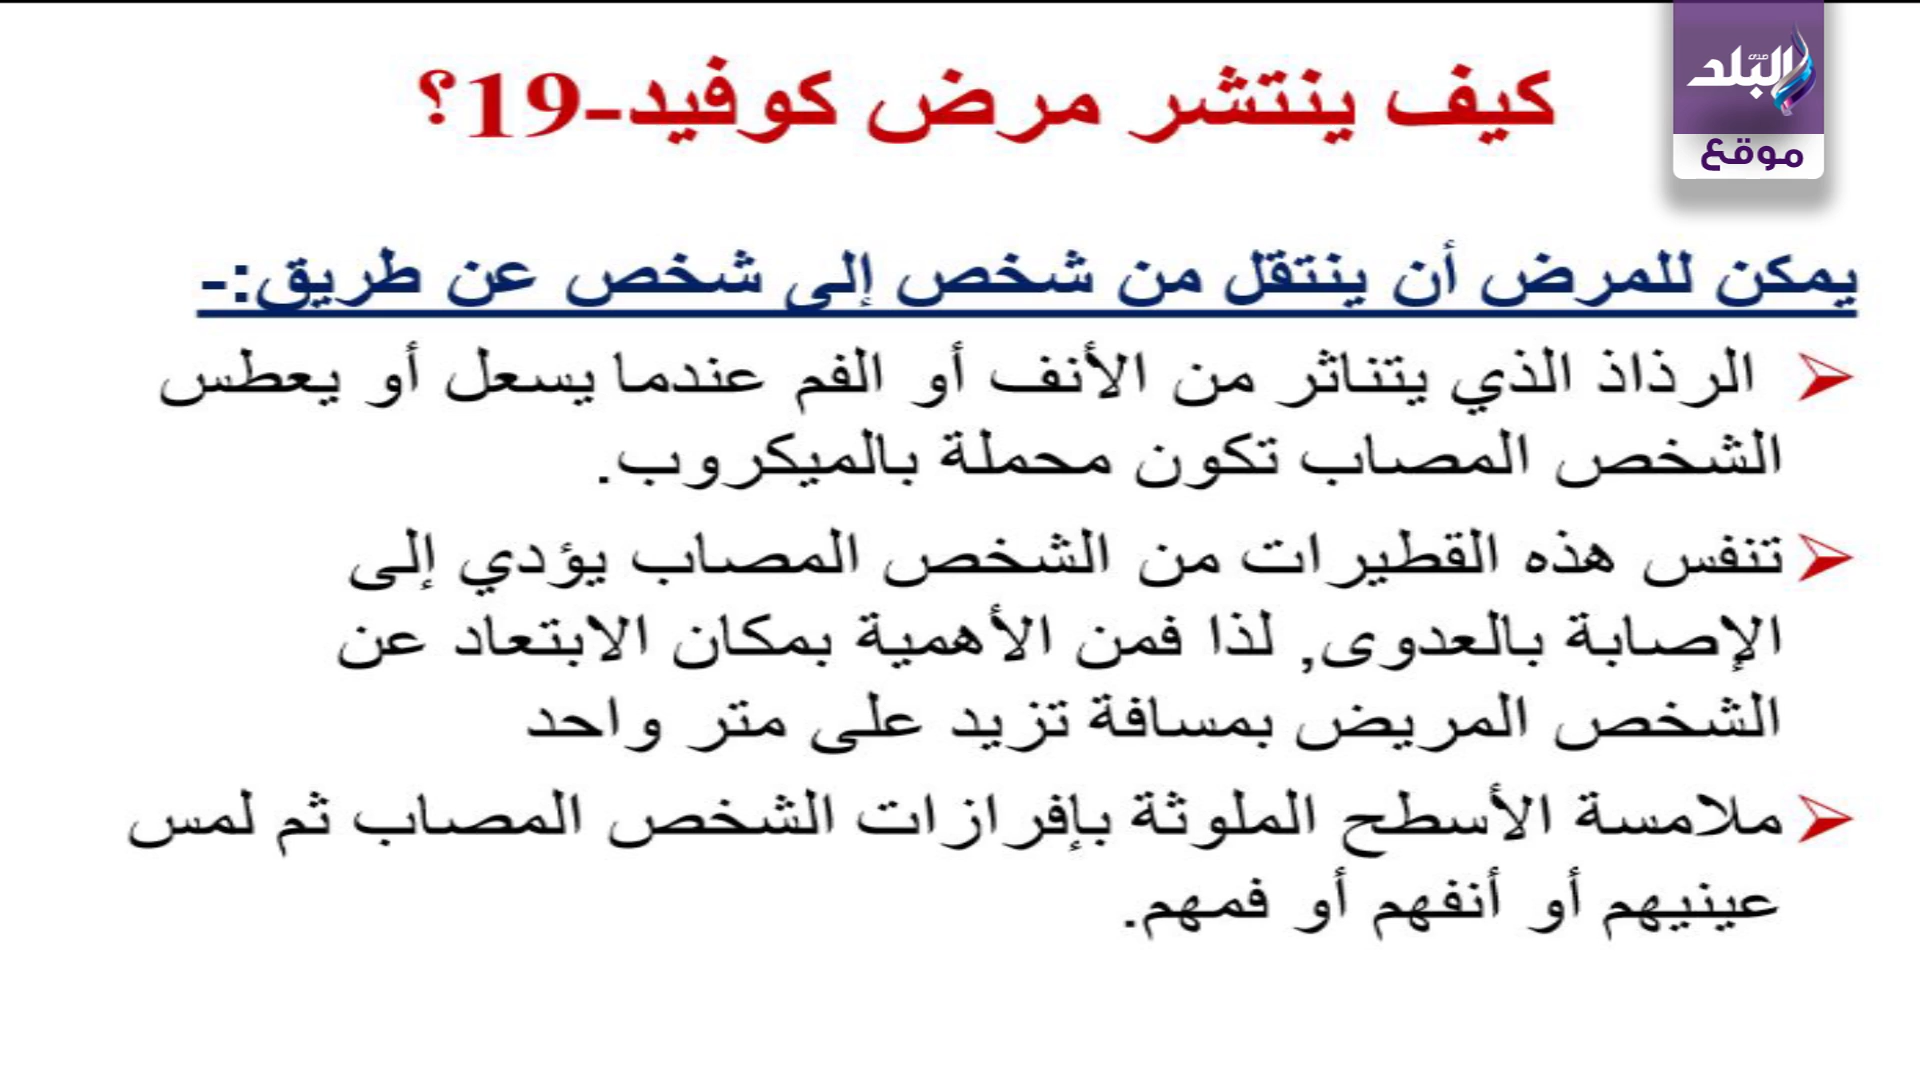 صدى
البلد
موقع
كيف ينتشر مرض كوفيد-19؟
يمكن للمرض أن ينتقل من شخص إلى شخص عن طريق:-
الرذاذ الذي يتناثر من الأنف أو الفم عندما يسعل أو يعطس
الشخص المصاب تكون محملة بالميكروب.
تنفس هذه القطيرات من الشخص المصاب يؤدي إلى
الإصابة بالعدوى, لذا فمن الأهمية بمكان الابتعاد عن
الشخص المريض بمسافة تزيد على متر واحد
ملامسة الأسطح الملوثة بإفرازات الشخص المصاب ثم لمس
عينيهم أو أنفهم أو فمهم.